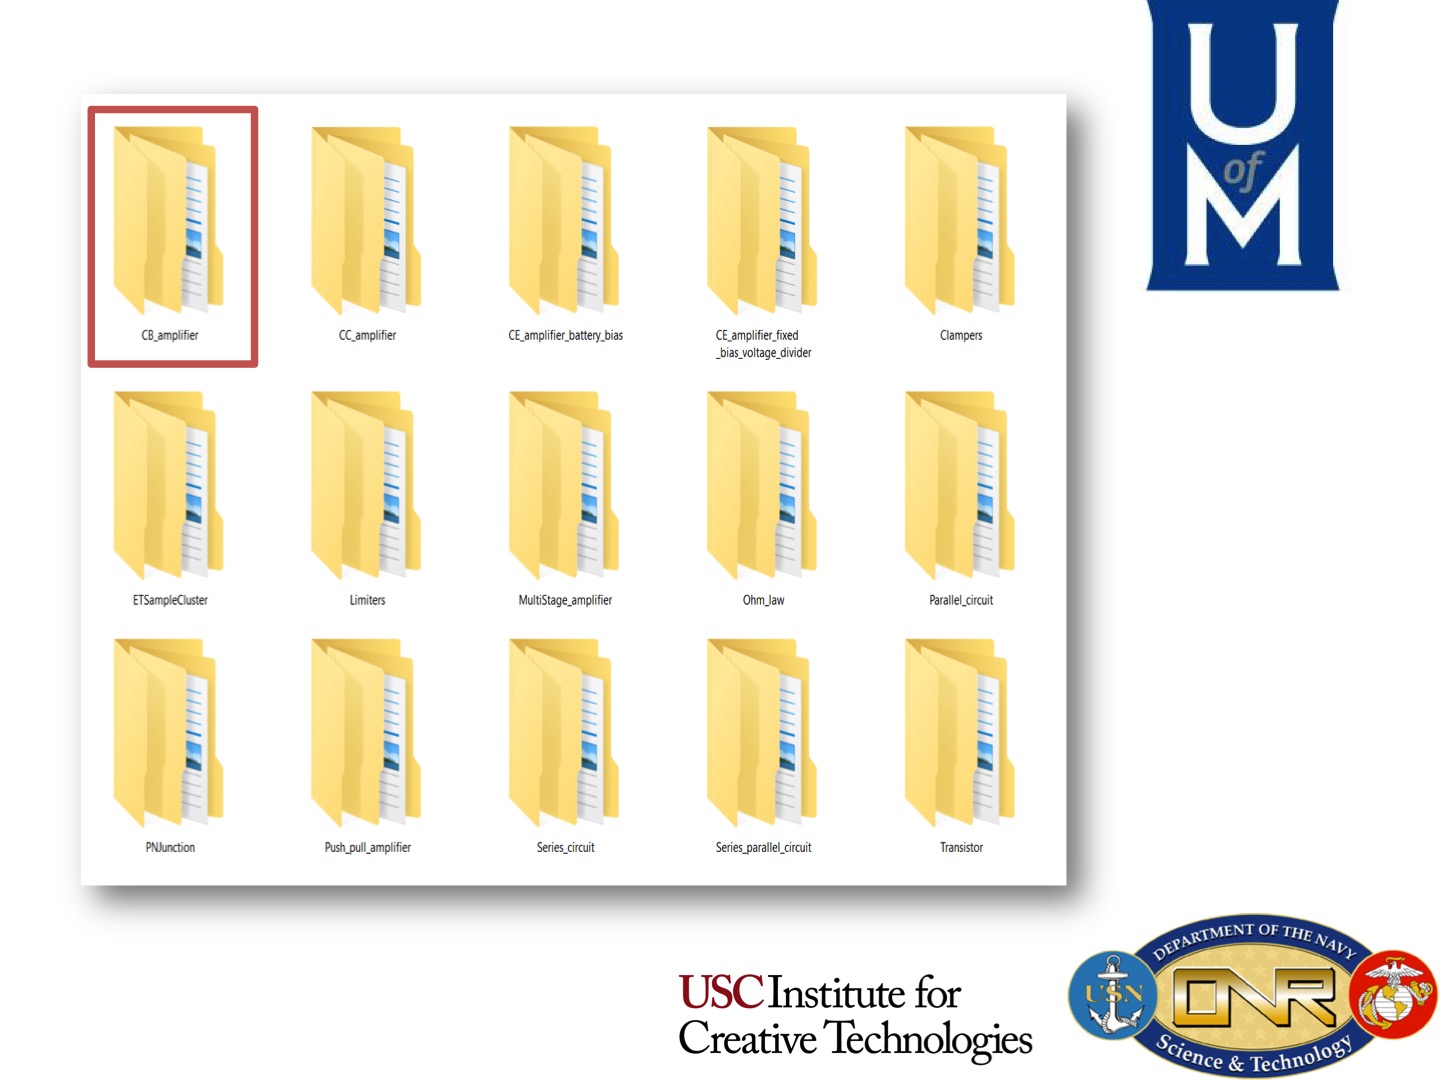 U
of
M
CB_amplifier
CC_amplifier
CE_amplifier_battery_bias
CE_amplifier_fixed
_bias_voltage_divider
Clampers
ETSampleCluster
Limiters
MultiStage_amplifier
Ohm_law
Parallel_circuit
PNJunction
Push_pull_amplifier
Series_circuit
Series_parallel_circuit
Transistor
USC Institute for
Creative Technologies
DEPARTMENT OF THE NAVY
USN
ONR
Science & Technology